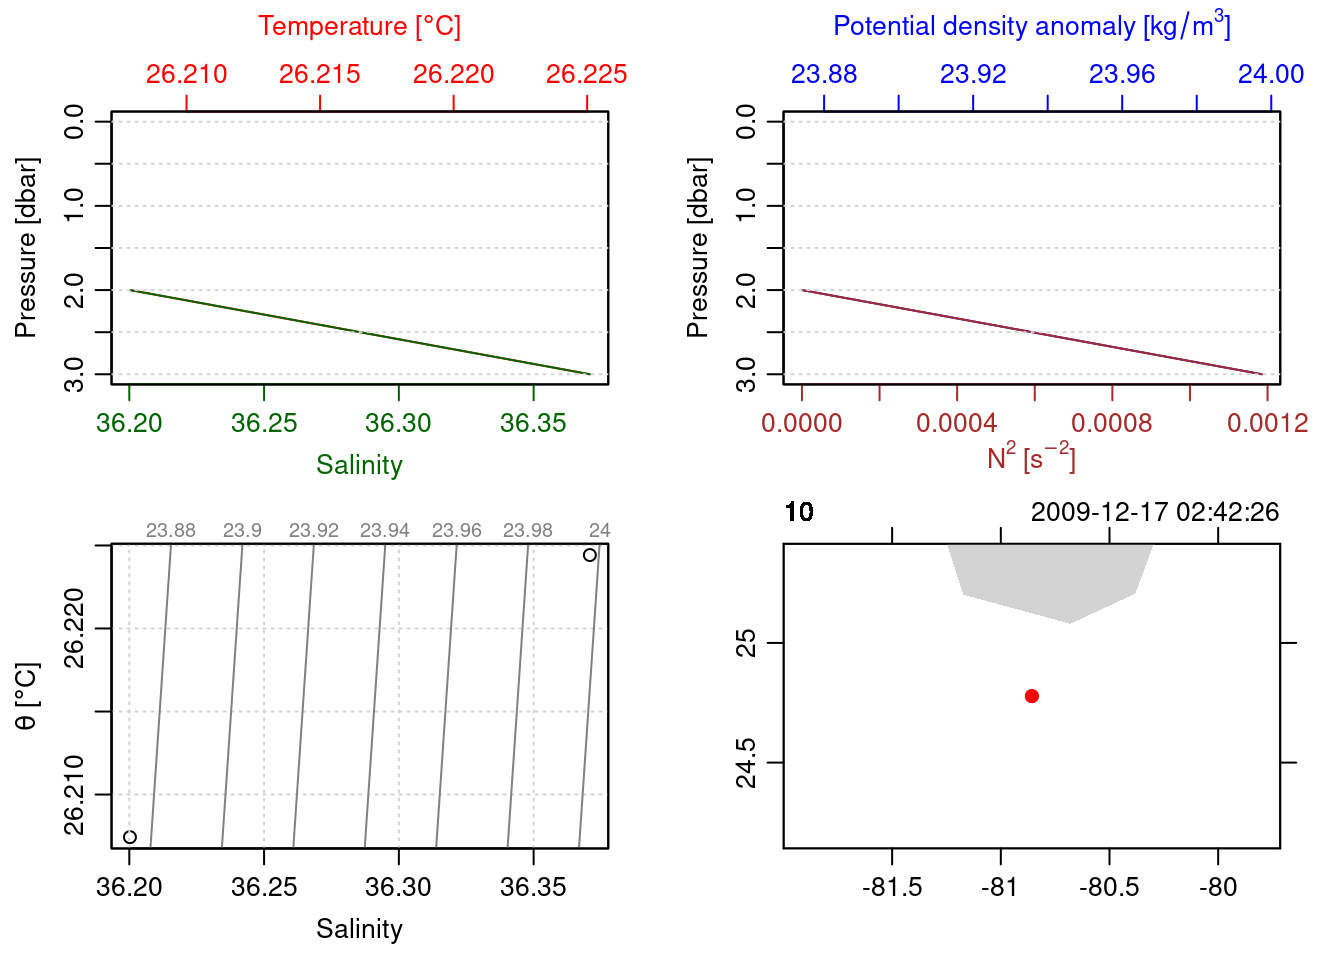 Temperature [°C]
26.210 26.215 26.220 26.225
Pressure [dbar]
0.0 1.0 2.0 3.0
36.20 36.25 36.30 36.35
Salinity
Potential density anomaly [kg/m³]
23.88 23.92 23.96 24.00
Pressure [dbar]
0.0 1.0 2.0 3.0
0.0000 0.0004 0.0008 0.0012
N² [s⁻²]
23.88 23.9 23.92 23.94 23.96 23.98 24
θ [°C]
26.220
26.210
36.20 36.25 36.30 36.35
Salinity
10 2009-12-17 02:42:26
25
24.5
-81.5 -81 -80.5 -80